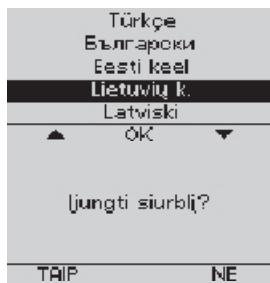 Türkçe
Български
Eesti keel
Lietuvių k.
Latviski
▲ OK ▼
Įjungti siurblį?
TAIP NE